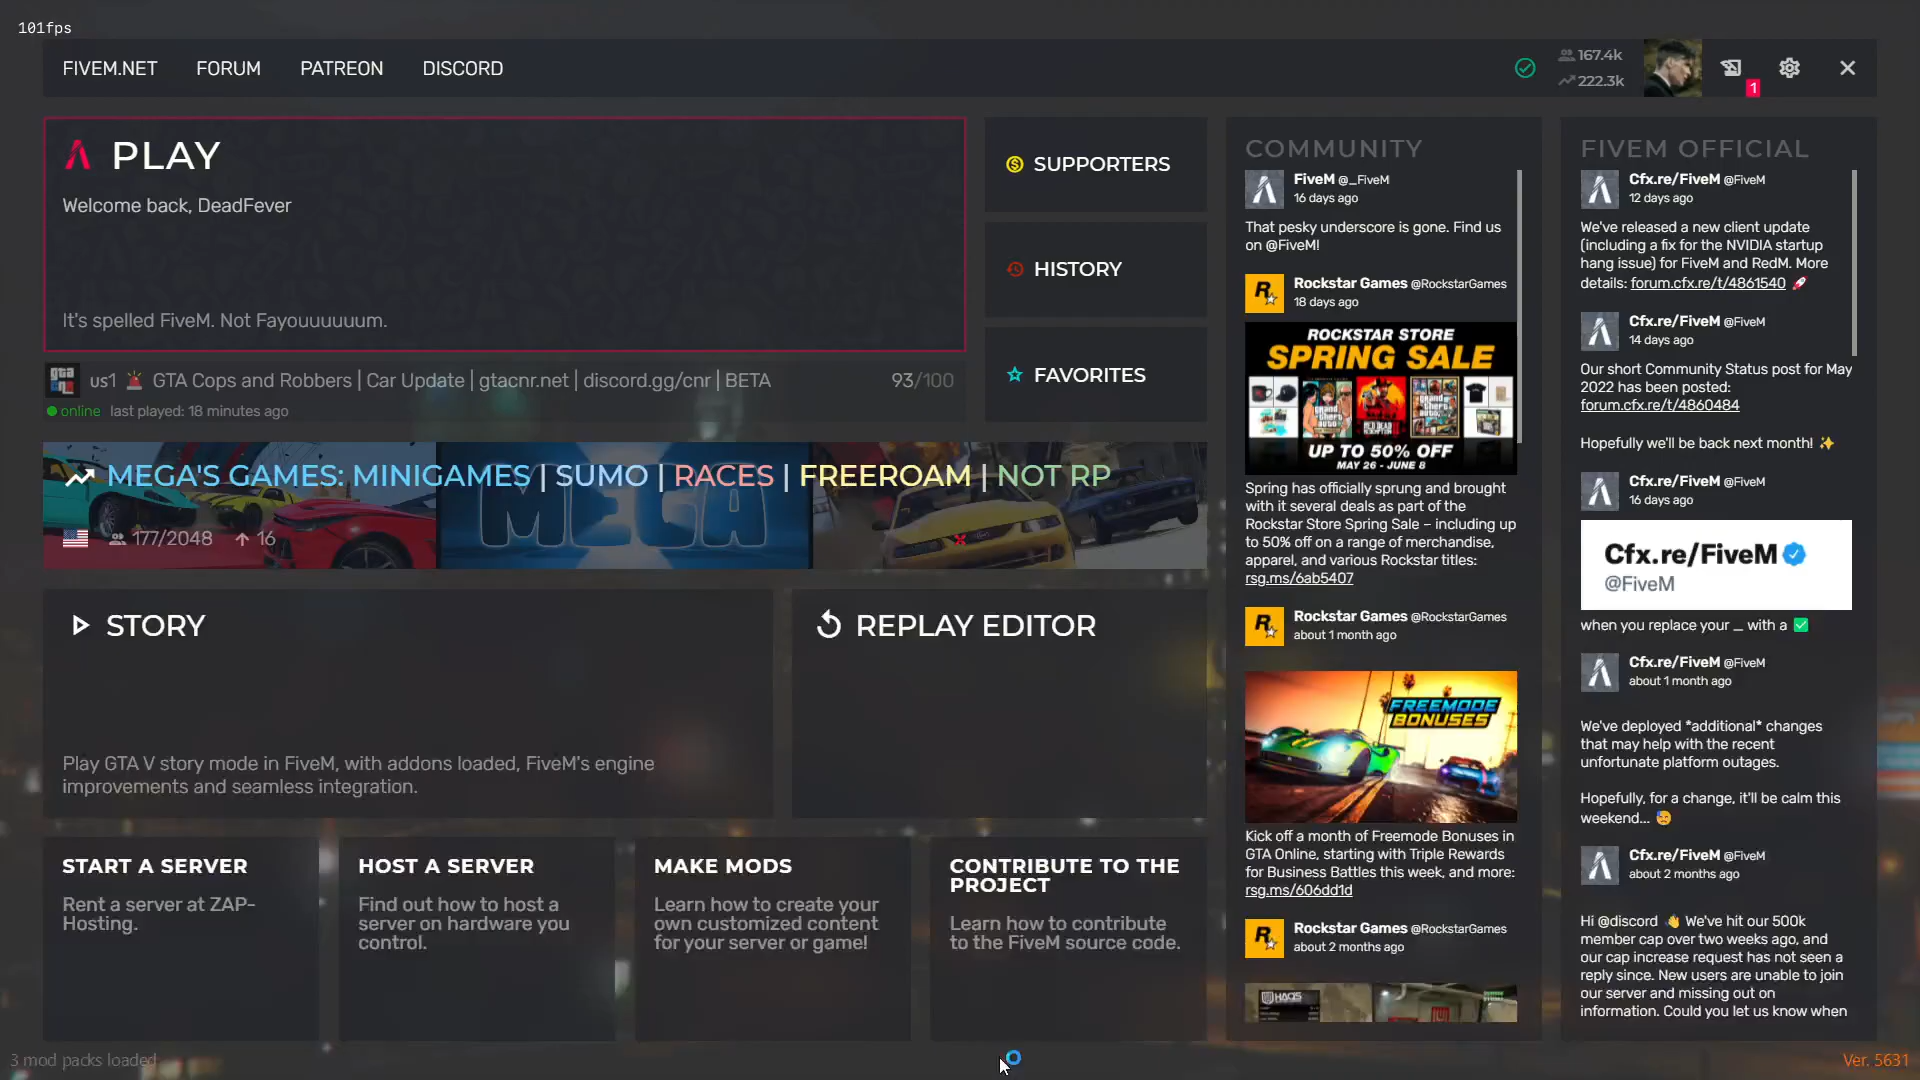 101fps
FIVEM.NET
FORUM
PATREON
DISCORD
167.4k
222.3k
1
PLAY
Welcome back, DeadFever
It's spelled FiveM. Not Fayouuuuuum.
us1 🚨 GTA Cops and Robbers | Car Update | gtacnr.net | discord.gg/cnr | BETA
93/100
online last played: 18 minutes ago
SUPPORTERS
HISTORY
FAVORITES
MEGA'S GAMES: MINIGAMES | SUMO | RACES | FREEROAM | NOT RP
MEGA
177/2048
16
STORY
Play GTA V story mode in FiveM, with addons loaded, FiveM's engine
improvements and seamless integration.
REPLAY EDITOR
START A SERVER
Rent a server at ZAP-
Hosting.
HOST A SERVER
Find out how to host a
server on hardware you
control.
MAKE MODS
Learn how to create your
own customized content
for your server or game!
CONTRIBUTE TO THE
PROJECT
Learn how to contribute
to the FiveM source code.
COMMUNITY
FiveM @_FiveM
16 days ago
That pesky underscore is gone. Find us
on @FiveM!
Rockstar Games @RockstarGames
18 days ago
ROCKSTAR STORE
SPRING SALE
UP TO 50% OFF
MAY 26 - JUNE 8
Spring has officially sprung and brought
with it several deals as part of the
Rockstar Store Spring Sale – including up
to 50% off on a range of merchandise,
apparel, and various Rockstar titles:
rsg.ms/6ab5407
Rockstar Games @RockstarGames
about 1 month ago
FREEMODE
BONUSES
Kick off a month of Freemode Bonuses in
GTA Online, starting with Triple Rewards
for Business Battles this week, and more:
rsg.ms/606dd1d
Rockstar Games @RockstarGames
about 2 months ago
FIVEM OFFICIAL
Cfx.re/FiveM @FiveM
12 days ago
We've released a new client update
(including a fix for the NVIDIA startup
hang issue) for FiveM and RedM. More
details: forum.cfx.re/t/4861540 🚀
Cfx.re/FiveM @FiveM
14 days ago
Our short Community Status post for May
2022 has been posted:
forum.cfx.re/t/4860484
Hopefully we'll be back next month! ✨
Cfx.re/FiveM @FiveM
16 days ago
Cfx.re/FiveM
@FiveM
when you replace your _ with a ✅
Cfx.re/FiveM @FiveM
about 1 month ago
We've deployed *additional* changes
that may help with the recent
unfortunate platform outages.
Hopefully, for a change, it'll be calm this
weekend... 😓
Cfx.re/FiveM @FiveM
about 2 months ago
Hi @discord 👋 We've hit our 500k
member cap over two weeks ago, and
our cap increase request has not seen a
reply since. New users are unable to join
our server and missing out on
information. Could you let us know when
3 mod packs loaded
Ver. 5631